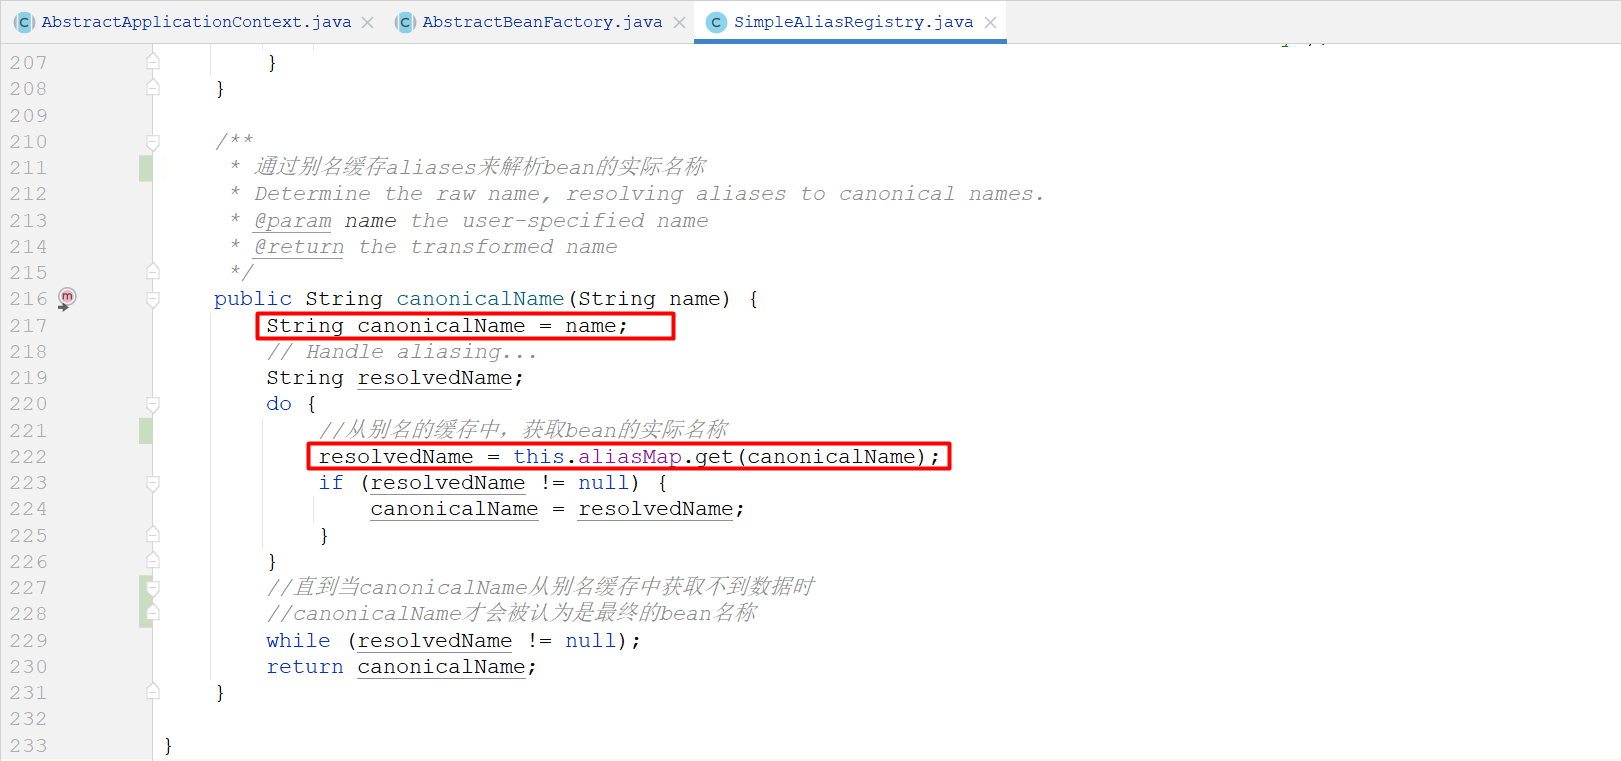 AbstractApplicationContext.java AbstractBeanFactory.java SimpleAliasRegistry.java
207 }
208 }
209
210 /**
211 * 通过别名缓存aliases来解析bean的实际名称
212 * Determine the raw name, resolving aliases to canonical names.
213 * @param name the user-specified name
214 * @return the transformed name
215 */
216 public String canonicalName(String name) {
217 String canonicalName = name;
218 // Handle aliasing...
219 String resolvedName;
220 do {
221 //从别名的缓存中，获取bean的实际名称
222 resolvedName = this.aliasMap.get(canonicalName);
223 if (resolvedName != null) {
224 canonicalName = resolvedName;
225 }
226 }
227 //直到当canonicalName从别名缓存中获取不到数据时
228 //canonicalName才会被认为是最终的bean名称
229 while (resolvedName != null);
230 return canonicalName;
231 }
232
233 }